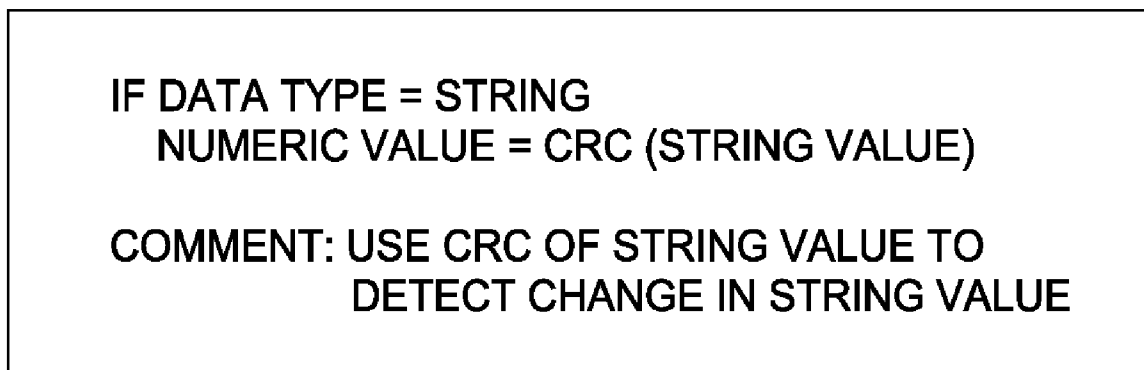 IF DATA TYPE = STRING
NUMERIC VALUE = CRC (STRING VALUE)
COMMENT: USE CRC OF STRING VALUE TO
DETECT CHANGE IN STRING VALUE